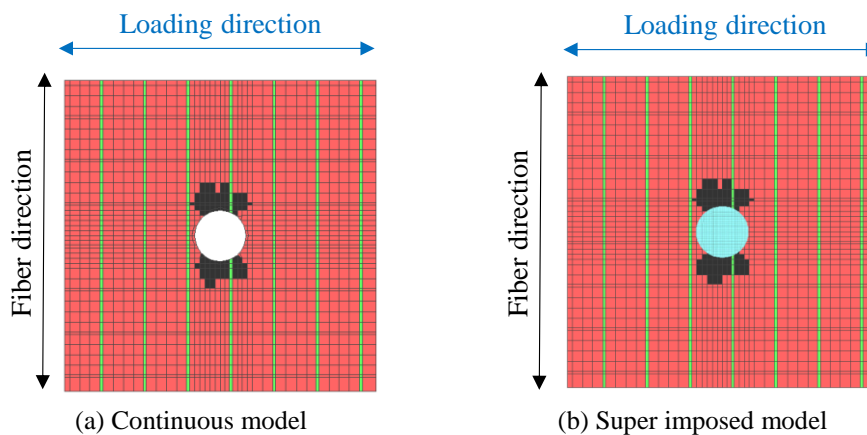 Loading direction
Fiber direction
(a) Continuous model
Loading direction
Fiber direction
(b) Super imposed model